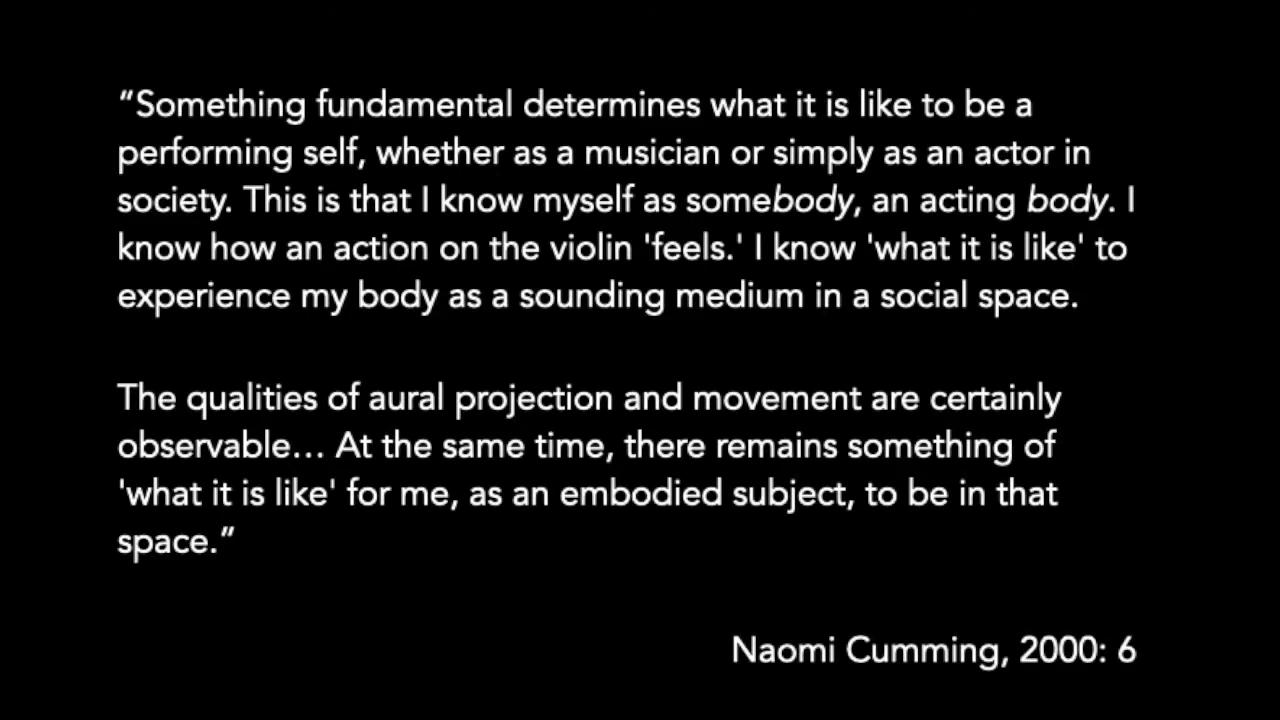 “Something fundamental determines what it is like to be a
performing self, whether as a musician or simply as an actor in
society. This is that I know myself as somebody, an acting body. I
know how an action on the violin 'feels.' I know 'what it is like' to
experience my body as a sounding medium in a social space.
The qualities of aural projection and movement are certainly
observable… At the same time, there remains something of
'what it is like' for me, as an embodied subject, to be in that
space.”
Naomi Cumming, 2000: 6